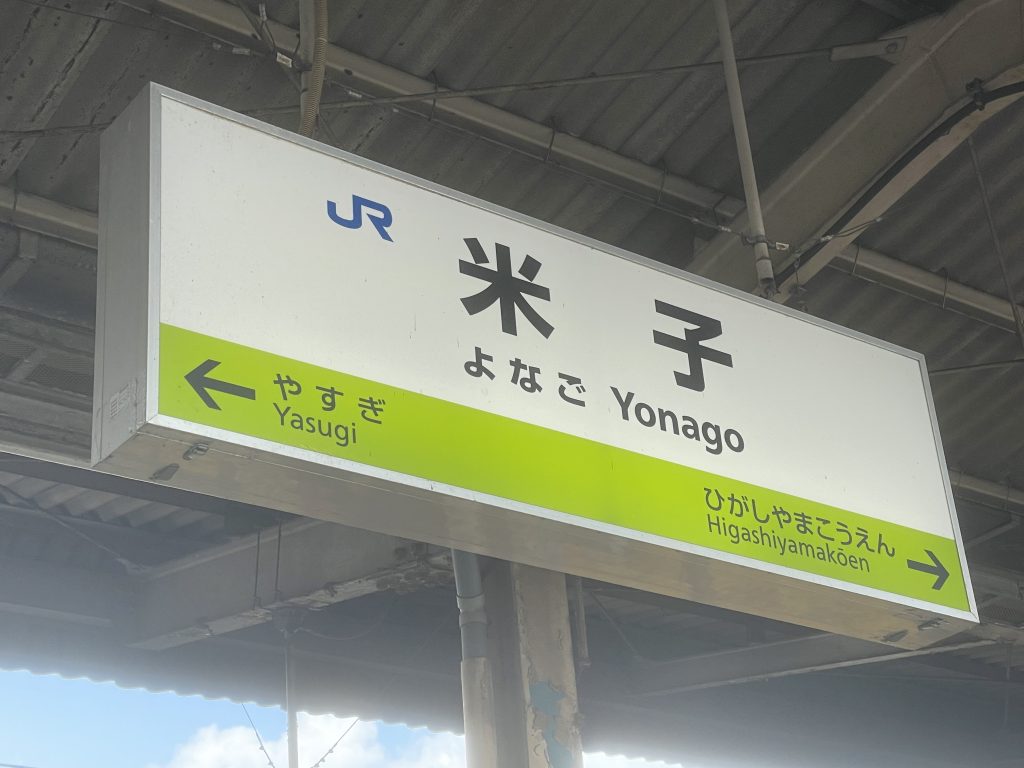 JR
米子
よなご Yonago
やすぎ
Yasugi
ひがしやまこうえん
Higashiyamakōen